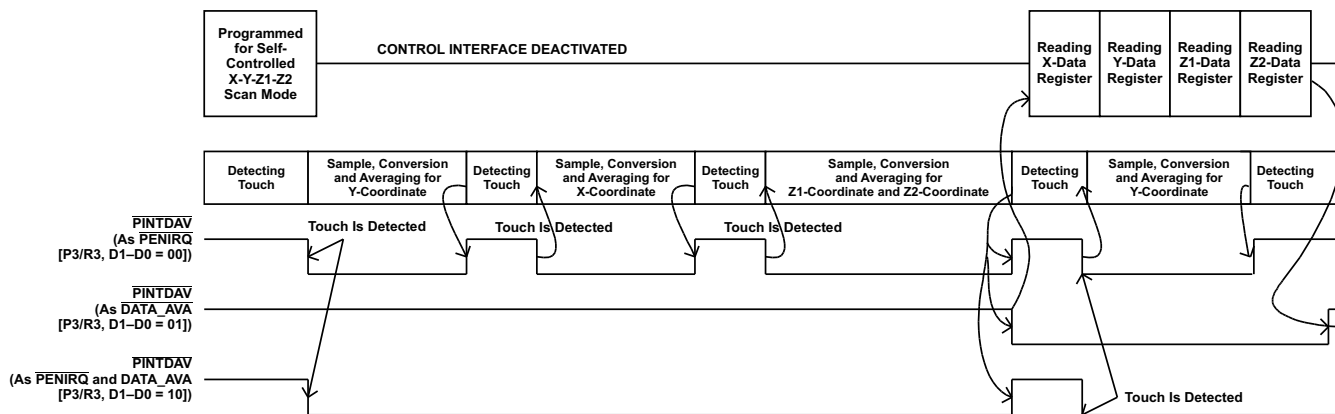 Programmed
for Self-
Controlled
X-Y-Z1-Z2
Scan Mode
CONTROL INTERFACE DEACTIVATED
Reading
X-Data
Register
Reading
Y-Data
Register
Reading
Z1-Data
Register
Reading
Z2-Data
Register
Detecting
Touch
Sample, Conversion
and Averaging for
Y-Coordinate
Detecting
Touch
Sample, Conversion
and Averaging for
X-Coordinate
Detecting
Touch
Sample, Conversion
and Averaging for
Z1-Coordinate and Z2-Coordinate
Detecting
Touch
Sample, Conversion
and Averaging for
Y-Coordinate
Detecting
Touch
PINTDAV
(As PENIRQ
[P3/R3, D1–D0 = 00])
Touch Is Detected
Touch Is Detected
Touch Is Detected
PINTDAV
(As DATA_AVA
[P3/R3, D1–D0 = 01])
PINTDAV
(As PENIRQ and DATA_AVA
[P3/R3, D1–D0 = 10])
Touch Is Detected